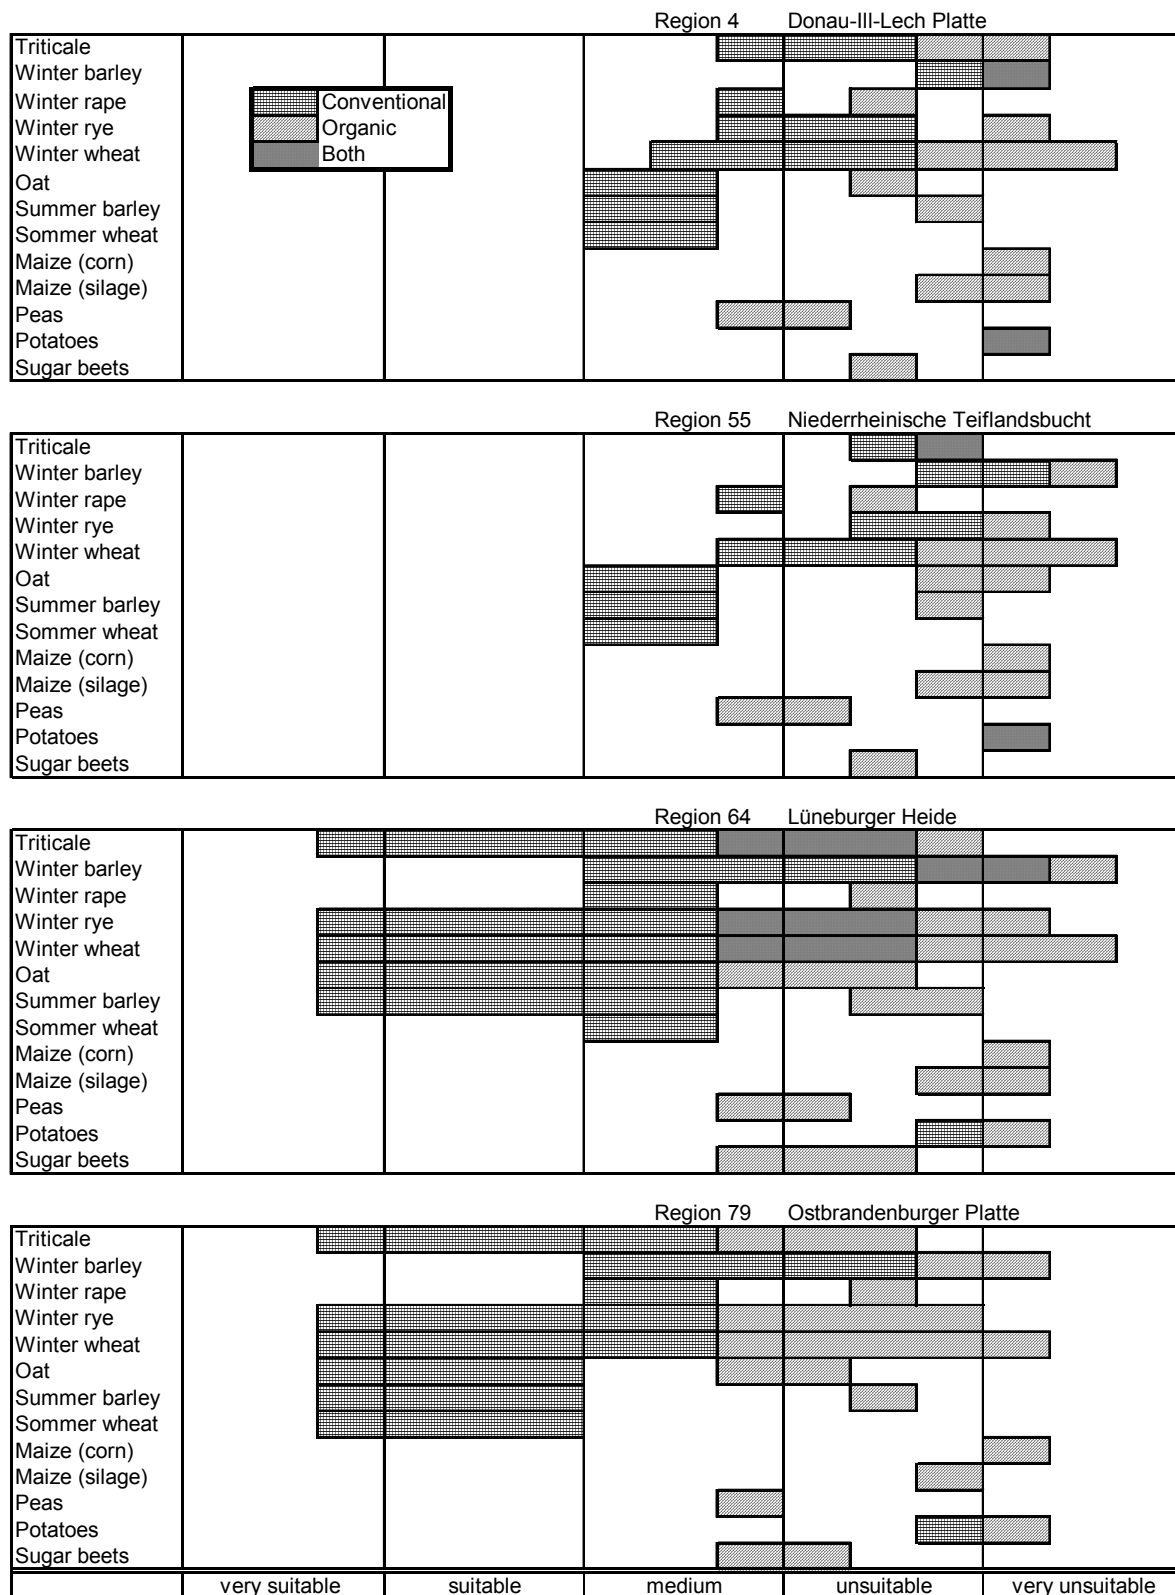 Region 4 Donau-Ill-Lech Platte
Triticale
Winter barley
Winter rape
Winter rye
Winter wheat
Oat
Summer barley
Sommer wheat
Maize (corn)
Maize (silage)
Peas
Potatoes
Sugar beets
Conventional
Organic
Both
Region 55 Niederrheinische Teiflandsbucht
Triticale
Winter barley
Winter rape
Winter rye
Winter wheat
Oat
Summer barley
Sommer wheat
Maize (corn)
Maize (silage)
Peas
Potatoes
Sugar beets
Region 64 Lüneburger Heide
Triticale
Winter barley
Winter rape
Winter rye
Winter wheat
Oat
Summer barley
Sommer wheat
Maize (corn)
Maize (silage)
Peas
Potatoes
Sugar beets
Region 79 Ostbrandenburger Platte
Triticale
Winter barley
Winter rape
Winter rye
Winter wheat
Oat
Summer barley
Sommer wheat
Maize (corn)
Maize (silage)
Peas
Potatoes
Sugar beets
very suitable suitable medium unsuitable very unsuitable